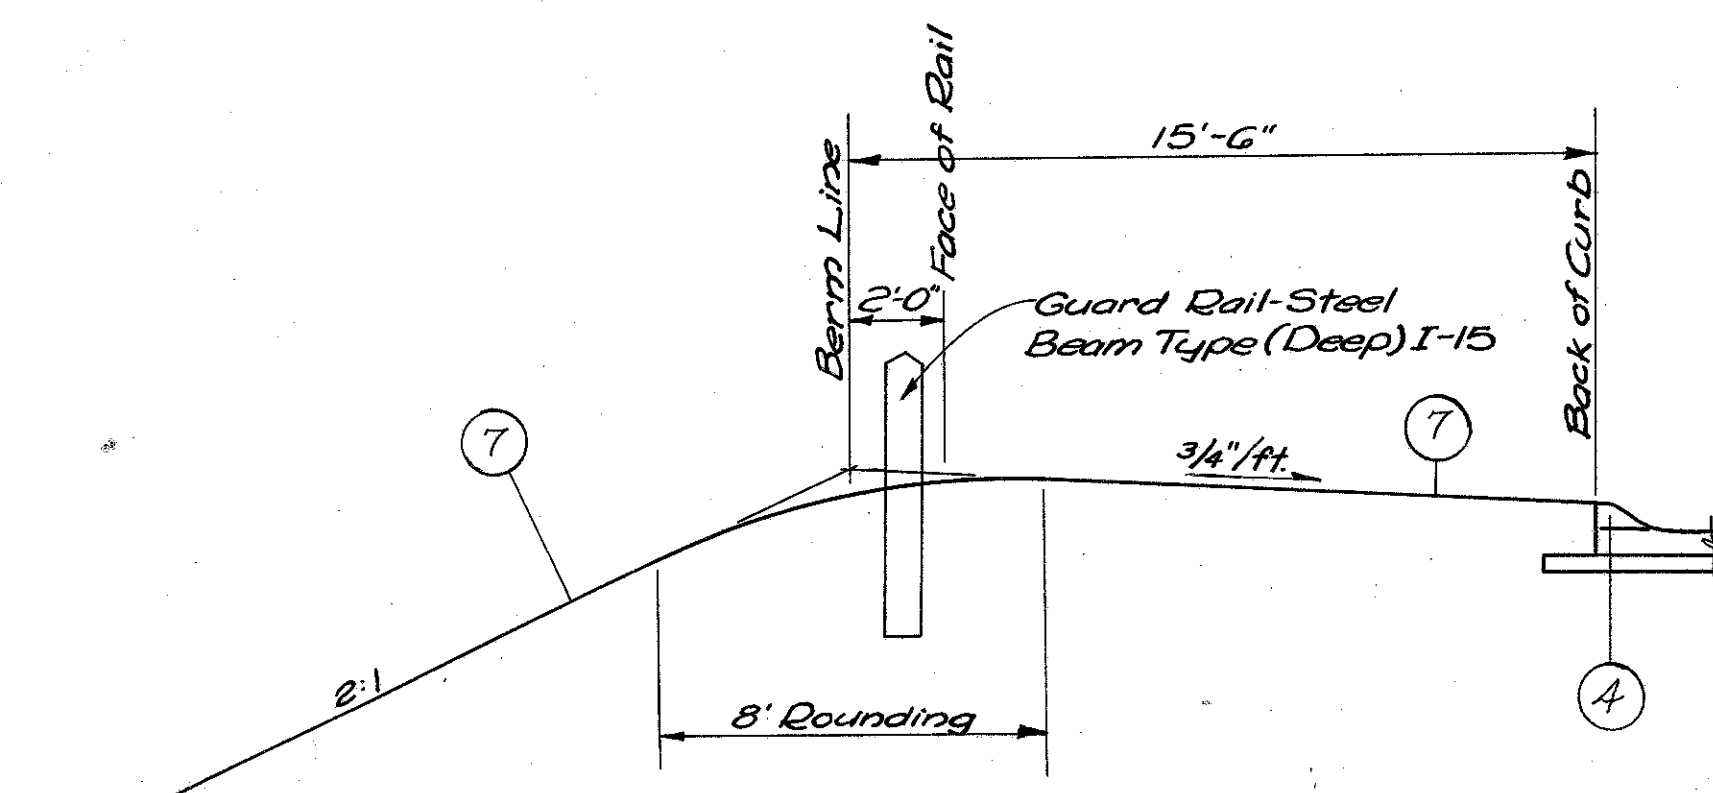 Berm Line
Face of Rail
15'-6"
Back of Curb
2'-0"
Guard Rail-Steel
Beam Type (Deep) I-15
7
7
3/4"/ft.
2:1
8' Rounding
4